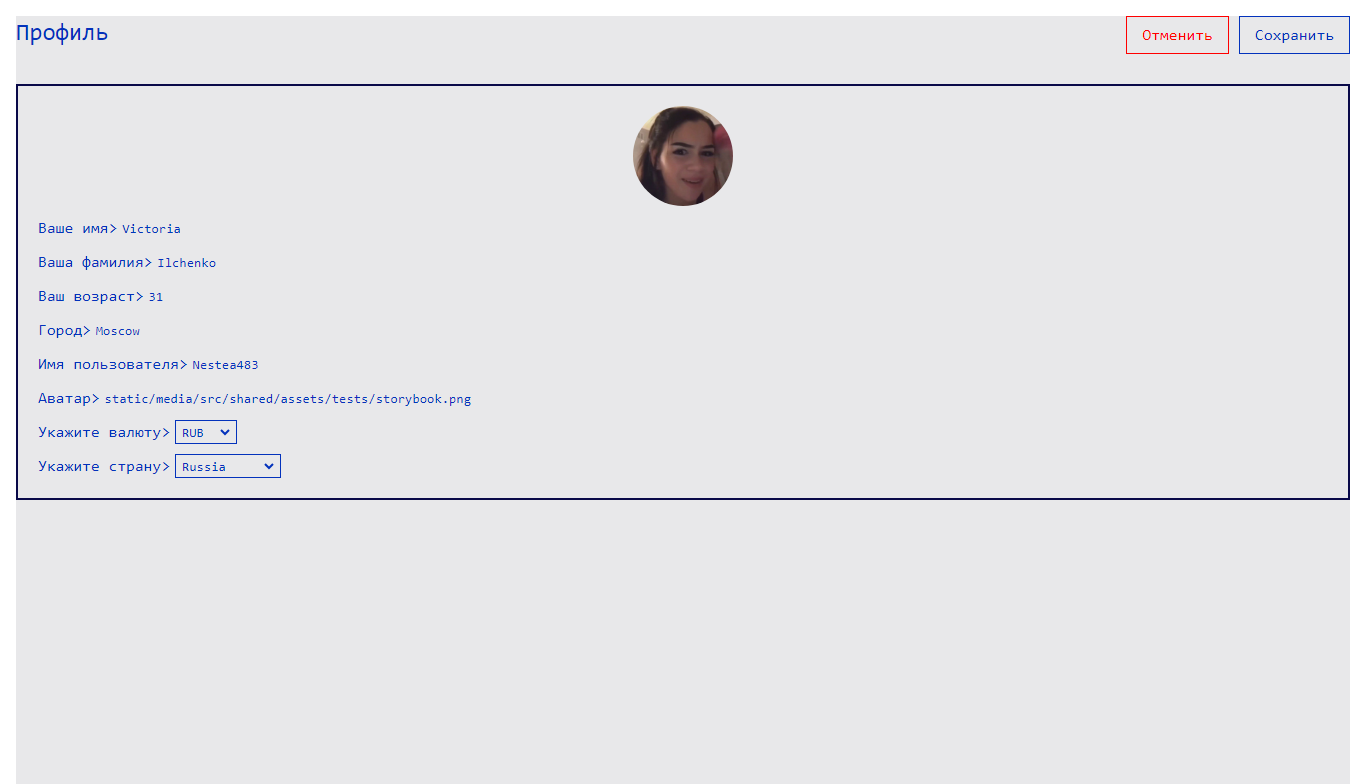 Профиль
Отменить Сохранить
Ваше имя> Victoria
Ваша фамилия> Ilchenko
Ваш возраст> 31
Город> Moscow
Имя пользователя> Nestea483
Аватар> static/media/src/shared/assets/tests/storybook.png
Укажите валюту> RUB
Укажите страну> Russia